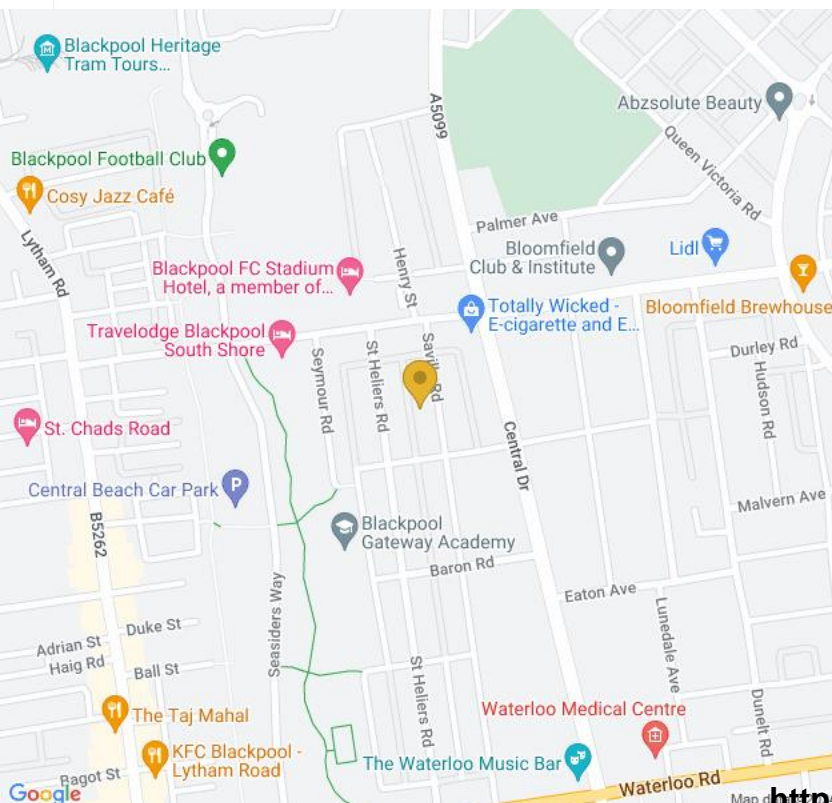 Blackpool Heritage
Tram Tours...
A5099
Abzsolute Beauty
Queen Victoria Rd
Blackpool Football Club
Cosy Jazz Café
Lytham Rd
Palmer Ave
Bloomfield
Club & Institute
Lidl
Henry St
Blackpool FC Stadium
Hotel, a member of...
Totally Wicked -
E-cigarette and E...
Bloomfield Brewhouse
Travelodge Blackpool
South Shore
Seymour Rd
St Heliers Rd
Durley Rd
Hudson Rd
St. Chads Road
Central Dr
Central Beach Car Park
P
Malvern Ave
B5262
Blackpool
Gateway Academy
Baron Rd
Seasiders Way
Eaton Ave
Lunedale Ave
Adrian St
Duke St
Haig Rd
Ball St
St Heliers Rd
Dunelt Rd
Waterloo Medical Centre
The Taj Mahal
KFC Blackpool -
Lytham Road
The Waterloo Music Bar
Bagot St
Waterloo Rd
Google
Map d
http